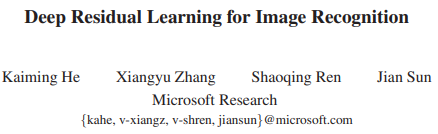 Deep Residual Learning for Image Recognition
Kaiming He Xiangyu Zhang Shaoqing Ren Jian Sun
Microsoft Research
{kahe, v-xiangz, v-shren, jiansun}@microsoft.com